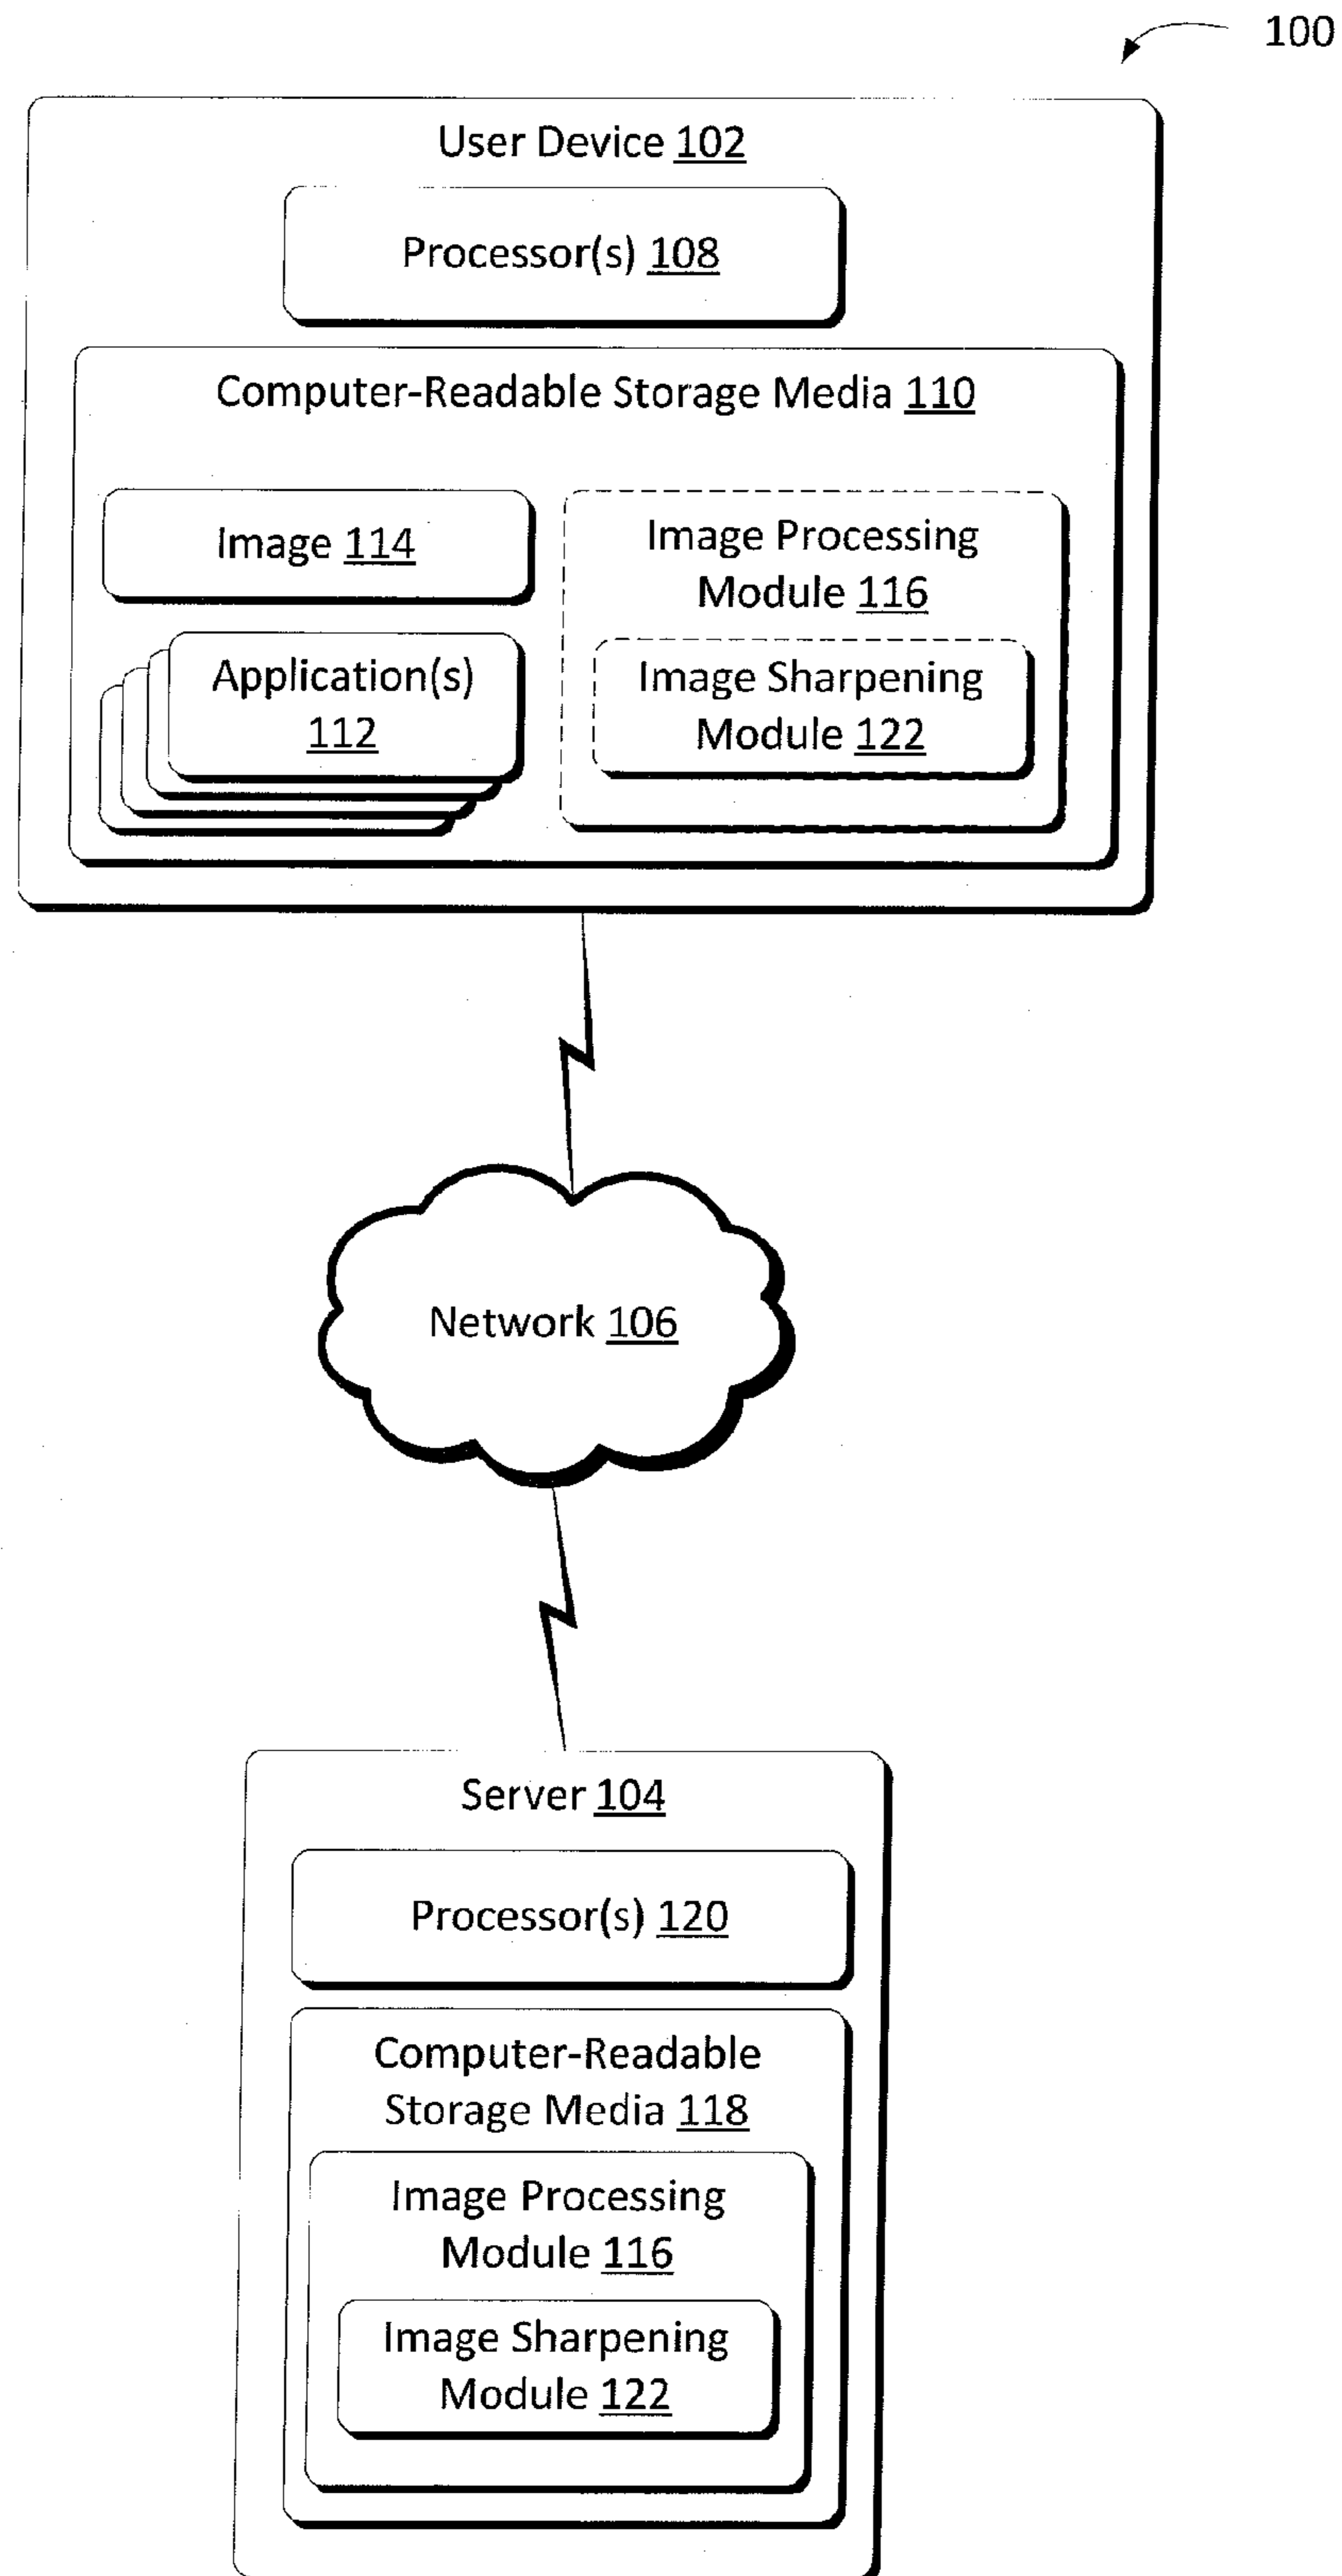 100
User Device 102
Processor(s) 108
Computer-Readable Storage Media 110
Image 114
Application(s)
112
Image Processing
Module 116
Image Sharpening
Module 122
Network 106
Server 104
Processor(s) 120
Computer-Readable
Storage Media 118
Image Processing
Module 116
Image Sharpening
Module 122